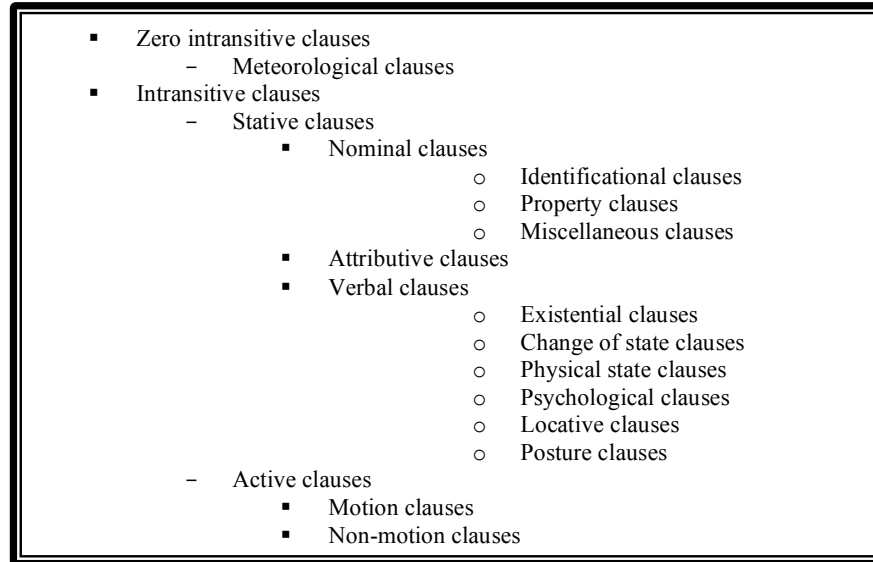 ▪ Zero intransitive clauses
– Meteorological clauses
▪ Intransitive clauses
– Stative clauses
▪ Nominal clauses
o Identificational clauses
o Property clauses
o Miscellaneous clauses
▪ Attributive clauses
▪ Verbal clauses
o Existential clauses
o Change of state clauses
o Physical state clauses
o Psychological clauses
o Locative clauses
o Posture clauses
– Active clauses
▪ Motion clauses
▪ Non-motion clauses